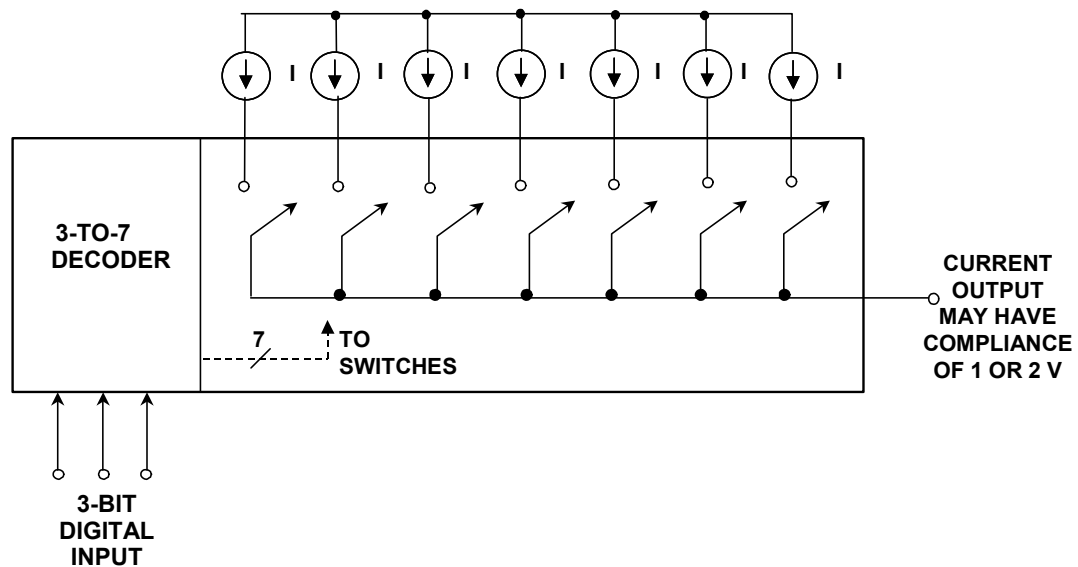 I I I I I I I
3-TO-7
DECODER
CURRENT
OUTPUT
MAY HAVE
COMPLIANCE
OF 1 OR 2 V
7 TO
SWITCHES
3-BIT
DIGITAL
INPUT